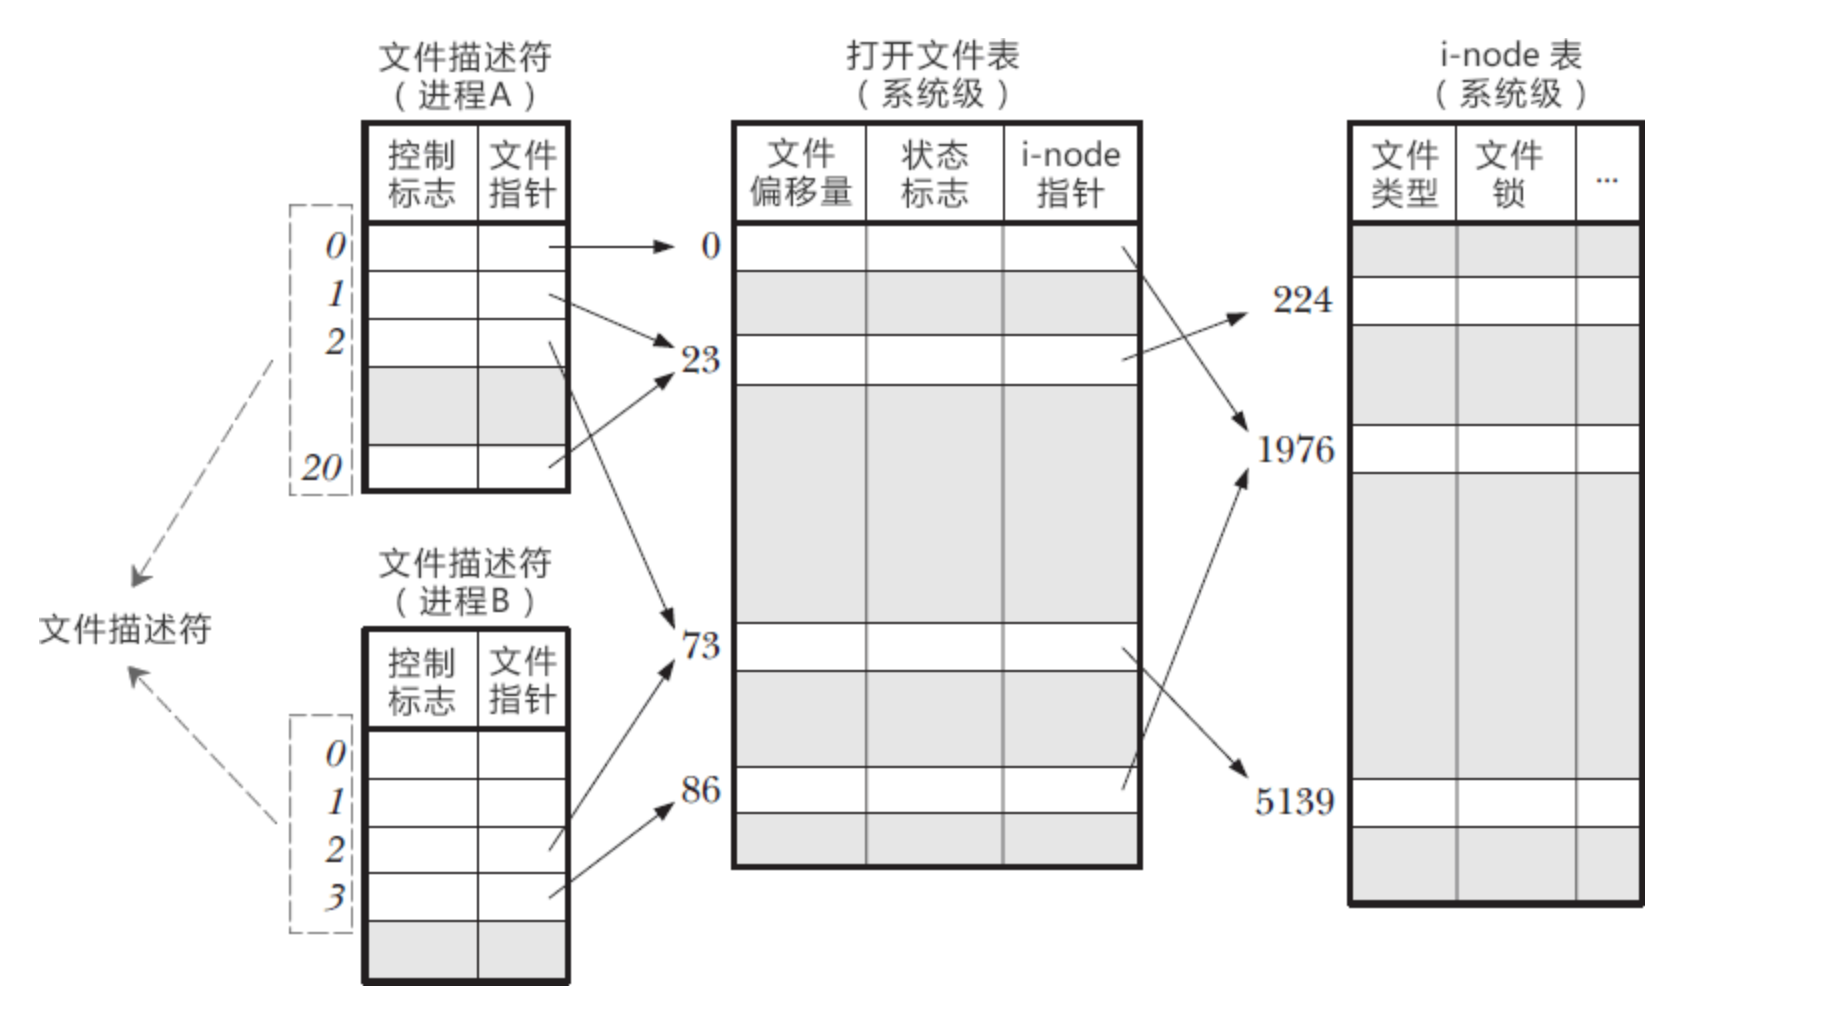 文件描述符
（进程A）
控制
标志
文件
指针
0
1
2
20
文件描述符
文件描述符
（进程B）
控制
标志
文件
指针
0
1
2
3
打开文件表
（系统级）
文件
偏移量
状态
标志
i-node
指针
0
23
73
86
i-node 表
（系统级）
文件
类型
文件
锁
...
224
1976
5139